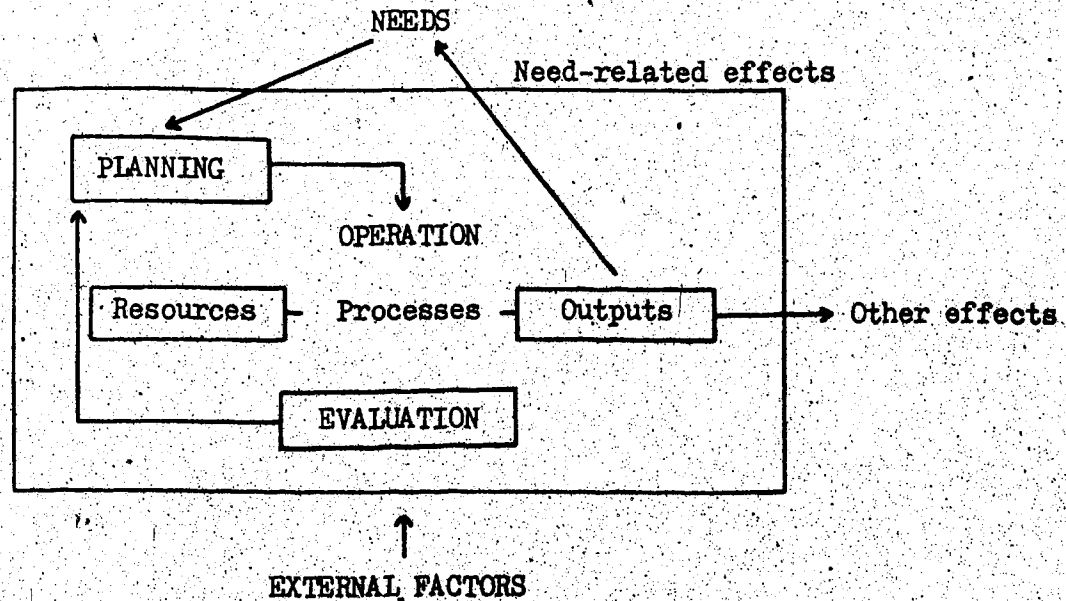 NEEDS
Need-related effects
PLANNING
OPERATION
Resources
Processes
Outputs
Other effects
EVALUATION
EXTERNAL FACTORS